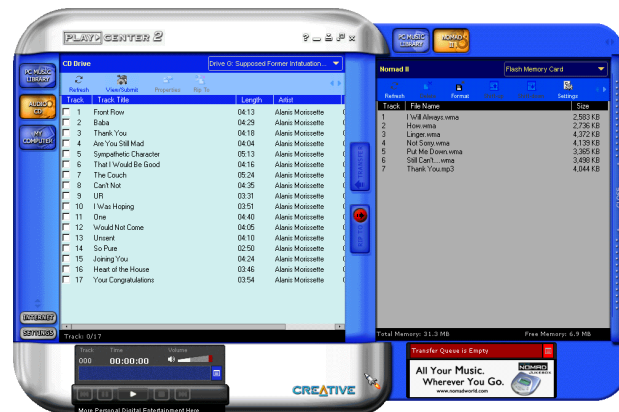 PLAY CENTER 2
PC MUSIC LIBRARY
NOMAD II
CD Drive
Drive G: Supposed Former Infatuation...
Refresh View/Submit Properties Rip To
Track Track Title Length Artist
1 Front Row 04:13 Alanis Morissette
2 Baba 04:29 Alanis Morissette
3 Thank You 04:18 Alanis Morissette
4 Are You Still Mad 04:04 Alanis Morissette
5 Sympathetic Character 05:13 Alanis Morissette
6 That I Would Be Good 04:16 Alanis Morissette
7 The Couch 05:24 Alanis Morissette
8 Can't Not 04:35 Alanis Morissette
9 UR 03:31 Alanis Morissette
10 I Was Hoping 03:51 Alanis Morissette
11 One 04:40 Alanis Morissette
12 Would Not Come 04:05 Alanis Morissette
13 Unsent 04:10 Alanis Morissette
14 So Pure 02:50 Alanis Morissette
15 Joining You 04:24 Alanis Morissette
16 Heart of the House 03:46 Alanis Morissette
17 Your Congratulations 03:54 Alanis Morissette
Track: 0/17
PC MUSIC LIBRARY
AUDIO CD
MY COMPUTER
INTERNET
SETTINGS
TRANSFER
RIP TO
Nomad II
Flash Memory Card
Refresh Format Settings
Track File Name Size
1 I Will Always.wma 2,583 KB
2 How.wma 2,736 KB
3 Linger.wma 4,372 KB
4 Not Sorry.wma 4,139 KB
5 Put Me Down.wma 3,365 KB
6 Still Can't....wma 3,498 KB
7 Thank You.mp3 4,044 KB
Total Memory: 31.3 MB Free Memory: 6.9 MB
CLOSE
Track Time Volume
000 00:00:00
More Personal Digital Entertainment Here
CREATIVE
Transfer Queue is Empty
All Your Music.
Wherever You Go.
www.nomadworld.com
NOMAD
JUKEBOX